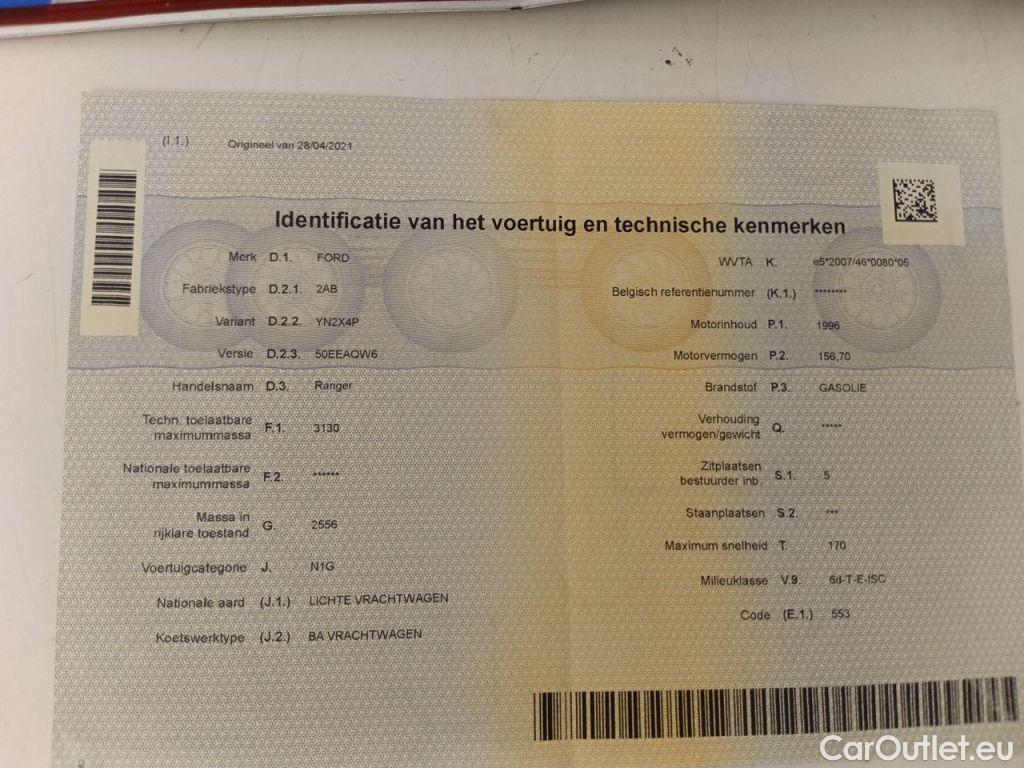 (I.1.) Origineel van 28/04/2021
Identificatie van het voertuig en technische kenmerken
Merk D.1. FORD
Fabriekstype D.2.1. 2AB
Variant D.2.2. YN2X4P
Versie D.2.3. 50EEAQW6
Handelsnaam D.3. Ranger
Techn. toelaatbare
maximummassa F.1. 3130
Nationale toelaatbare
maximummassa F.2. ******
Massa in
rijklare toestand G. 2556
Voertuigcategorie J. N1G
Nationale aard (J.1.) LICHTE VRACHTWAGEN
Koetswerktype (J.2.) BA VRACHTWAGEN
WVTA K. e5*2007/46*0080*05
Belgisch referentienummer (K.1.) ********
Motorinhoud P.1. 1996
Motorvermogen P.2. 156,70
Brandstof P.3. GASOLIE
Verhouding
vermogen/gewicht Q. *****
Zitplaatsen
bestuurder inb. S.1. 5
Staanplaatsen S.2. ***
Maximum snelheid T. 170
Milieuklasse V.9. 6d-T-E-ISC
Code (E.1.) 553
CarOutlet.eu